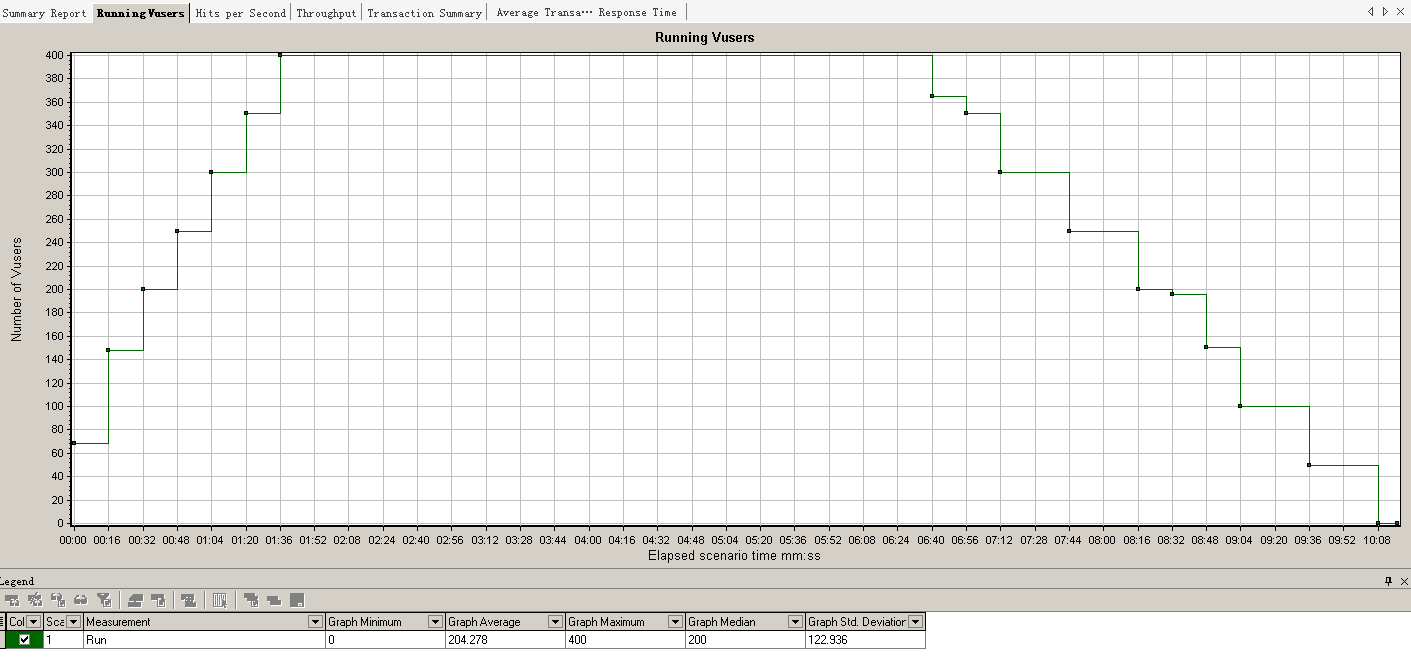 Summary Report Running Vusers Hits per Second Throughput Transaction Summary Average Transa… Response Time
Running Vusers
400
380
360
340
320
300
280
260
240
220
200
180
160
140
120
100
80
60
40
20
0
Number of Vusers
00:00 00:16 00:32 00:48 01:04 01:20 01:36 01:52 02:08 02:24 02:40 02:56 03:12 03:28 03:44 04:00 04:16 04:32 04:48 05:04 05:20 05:36 05:52 06:08 06:24 06:40 06:56 07:12 07:28 07:44 08:00 08:16 08:32 08:48 09:04 09:20 09:36 09:52 10:08
Elapsed scenario time mm:ss
Legend
Col Sca Measurement Graph Minimum Graph Average Graph Maximum Graph Median Graph Std. Deviation
1 Run 0 204.278 400 200 122.936